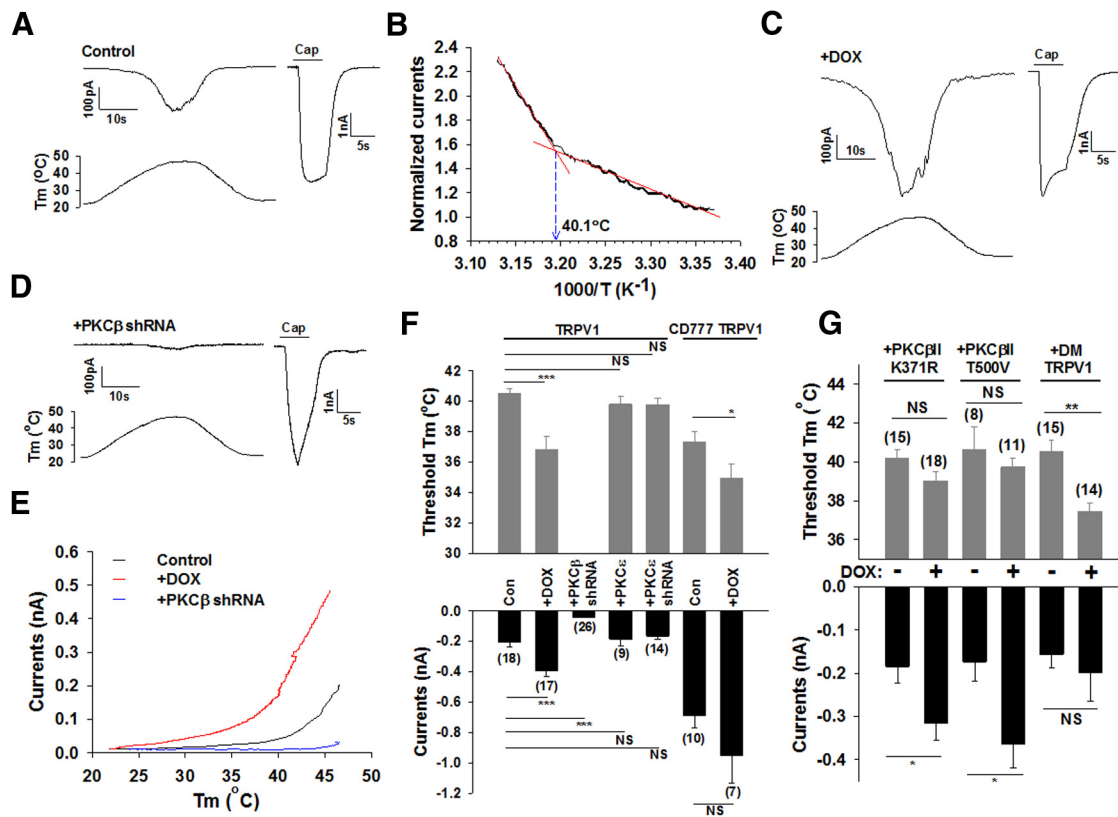 A
Control
Cap
100pA
10s
1nA
5s
Tm (°C)
50
40
30
20
B
Normalized currents
2.4
2.2
2.0
1.8
1.6
1.4
1.2
1.0
0.8
40.1°C
3.10 3.15 3.20 3.25 3.30 3.35 3.40
1000/T (K-1)
C
+DOX
Cap
100pA
10s
1nA
5s
Tm (°C)
50
40
30
20
D
+PKCβ shRNA
Cap
100pA
10s
1nA
5s
Tm (°C)
50
40
30
20
E
Control
+DOX
+PKCβ shRNA
Currents (nA)
0.6
0.5
0.4
0.3
0.2
0.1
0.0
20 25 30 35 40 45 50
Tm (°C)
F
TRPV1
CD777 TRPV1
NS
NS
***
*
Threshold Tm (°C)
42
40
38
36
34
32
30
Con
+DOX
+PKCβ shRNA
+PKCε
+PKCε shRNA
Con
+DOX
Currents (nA)
0.0
-0.2
-0.4
-0.6
-0.8
-1.0
-1.2
(18)
(17)
(26)
(9)
(14)
(10)
(7)
***
***
NS
NS
NS
G
+PKCβII K371R
+PKCβII T500V
+DM TRPV1
NS
NS
**
Threshold Tm (°C)
44
42
40
38
36
(15)
(18)
(8)
(11)
(15)
(14)
DOX: - + - + - +
Currents (nA)
-0.1
-0.2
-0.3
-0.4
*
*
NS